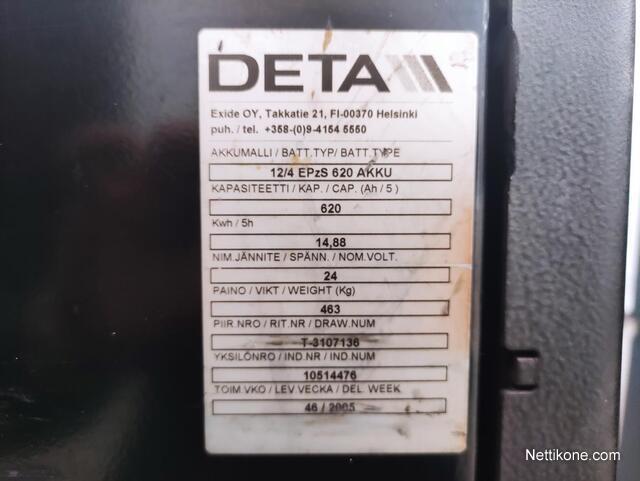 DETA
Exide OY, Takkatie 21, FI-00370 Helsinki
puh. / tel. +358-(0)9-4154 5550
AKKUMALLI / BATT.TYP/ BATT.TYPE
12/4 EPzS 620 AKKU
KAPASITEETTI / KAP. / CAP. (Ah / 5 )
620
Kwh / 5h
14,88
NIM.JÄNNITE / SPÄNN. / NOM.VOLT.
24
PAINO / VIKT / WEIGHT (Kg)
463
PIIR.NRO / RIT.NR / DRAW.NUM
T-3107136
YKSILÖNRO / IND.NR / IND.NUM
10514476
TOIM.VKO / LEV.VECKA / DEL. WEEK
46 / 2005
Nettikone.com